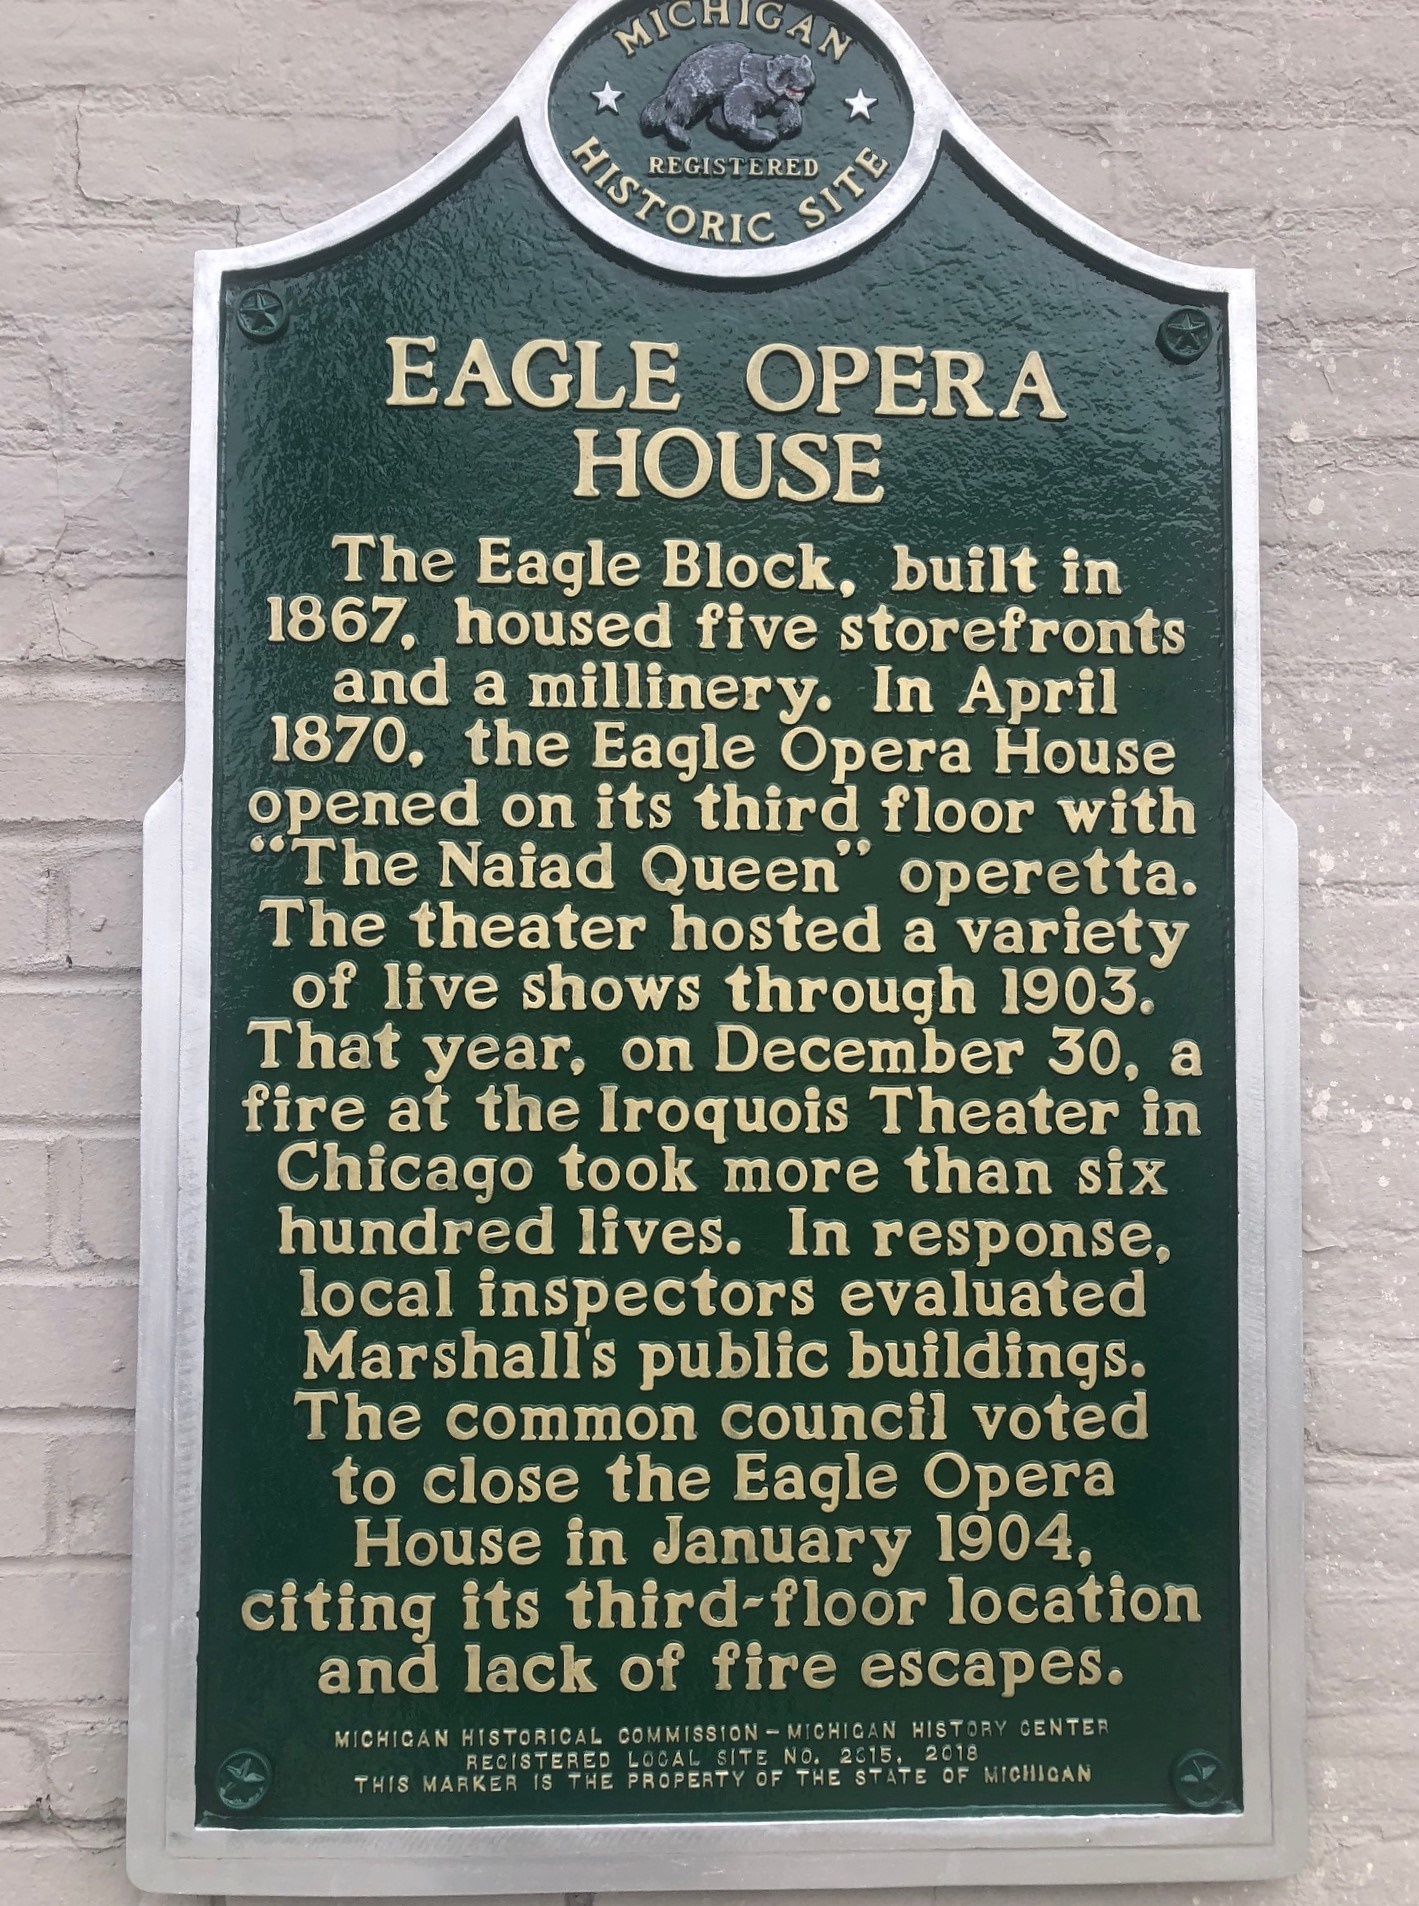 MICHIGAN
REGISTERED
HISTORIC SITE
EAGLE OPERA
HOUSE
The Eagle Block, built in
1867, housed five storefronts
and a millinery. In April
1870, the Eagle Opera House
opened on its third floor with
“The Naiad Queen” operetta.
The theater hosted a variety
of live shows through 1903.
That year, on December 30, a
fire at the Iroquois Theater in
Chicago took more than six
hundred lives. In response,
local inspectors evaluated
Marshall's public buildings.
The common council voted
to close the Eagle Opera
House in January 1904,
citing its third-floor location
and lack of fire escapes.
MICHIGAN HISTORICAL COMMISSION – MICHIGAN HISTORY CENTER
REGISTERED LOCAL SITE NO. 2615, 2018
THIS MARKER IS THE PROPERTY OF THE STATE OF MICHIGAN